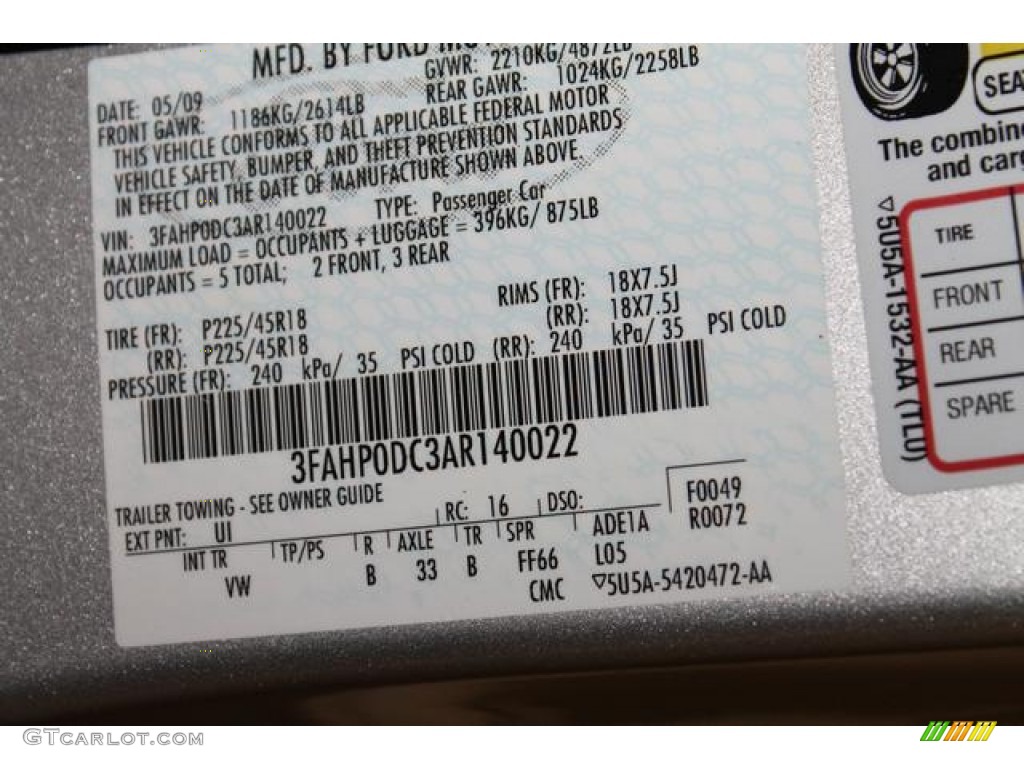 MFD. BY FORD
DATE: 05/09 GVWR: 2210KG/4872LB
FRONT GAWR: 1186KG/2614LB REAR GAWR: 1024KG/2258LB
THIS VEHICLE CONFORMS TO ALL APPLICABLE FEDERAL MOTOR
VEHICLE SAFETY, BUMPER, AND THEFT PREVENTION STANDARDS
IN EFFECT ON THE DATE OF MANUFACTURE SHOWN ABOVE.
VIN: 3FAHP0DC3AR140022 TYPE: Passenger Car
MAXIMUM LOAD = OCCUPANTS + LUGGAGE = 396KG/ 875LB
OCCUPANTS = 5 TOTAL; 2 FRONT, 3 REAR
TIRE (FR): P225/45R18 RIMS (FR): 18X7.5J
(RR): P225/45R18 (RR): 18X7.5J
PRESSURE (FR): 240 kPa/ 35 PSI COLD (RR): 240 kPa/ 35 PSI COLD
3FAHP0DC3AR140022
TRAILER TOWING - SEE OWNER GUIDE
EXT PNT: UI RC: 16 DSO: F0049
INT TR TP/PS R AXLE TR SPR ADE1A R0072
VW B 33 B FF66 L05
CMC ▽5U5A-5420472-AA
The
and
▽5U5A-1532-AA (TL0)
TIRE
FRONT
REAR
SPARE
GTCarLot.com